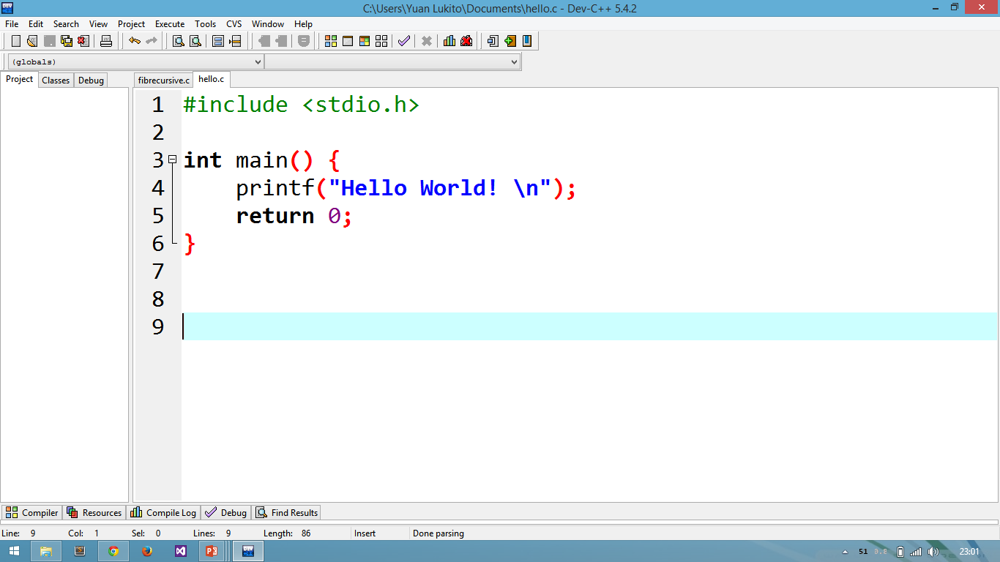 C:\Users\Yuan Lukito\Documents\hello.c - Dev-C++ 5.4.2
File Edit Search View Project Execute Tools CVS Window Help
(globals)
Project Classes Debug fibrecursive.c hello.c
1 #include <stdio.h>
2
3 int main() {
4 printf("Hello World! \n");
5 return 0;
6 }
7
8
9
Compiler Resources Compile Log Debug Find Results
Line: 9 Col: 1 Sel: 0 Lines: 9 Length: 86 Insert Done parsing
51 0.8 23:01